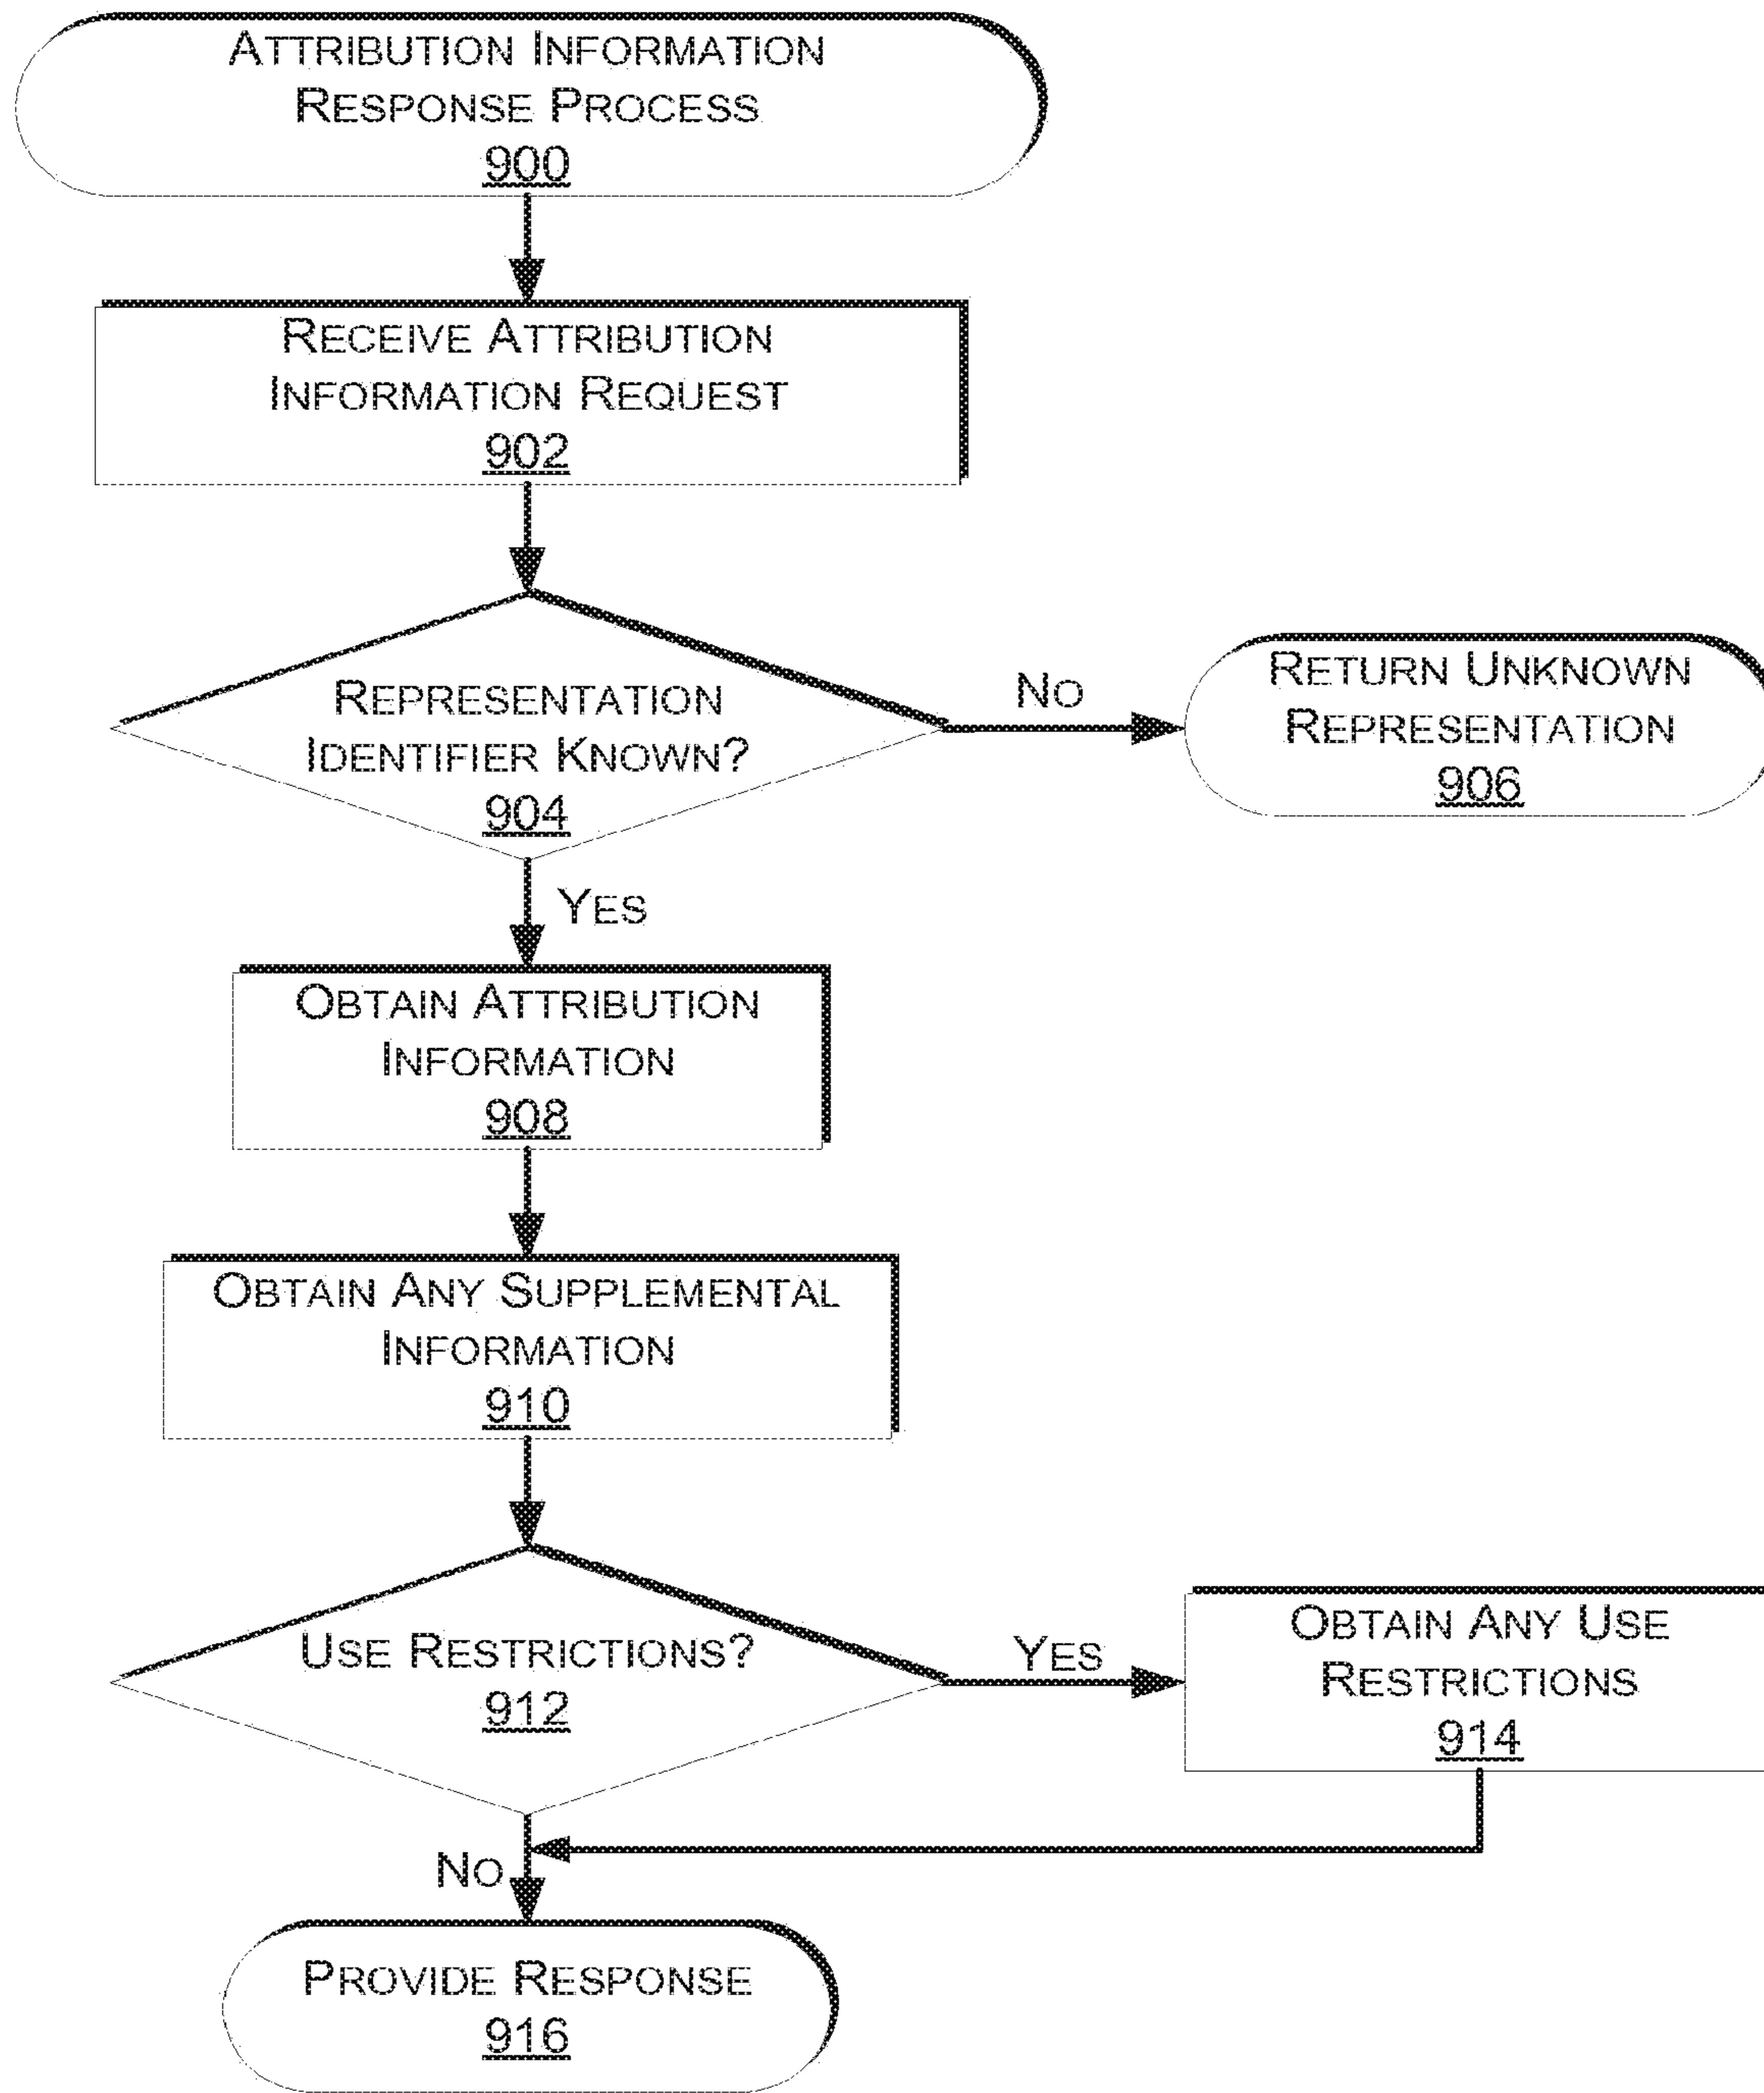 ATTRIBUTION INFORMATION
RESPONSE PROCESS
900
RECEIVE ATTRIBUTION
INFORMATION REQUEST
902
REPRESENTATION
IDENTIFIER KNOWN?
904
NO
RETURN UNKNOWN
REPRESENTATION
906
YES
OBTAIN ATTRIBUTION
INFORMATION
908
OBTAIN ANY SUPPLEMENTAL
INFORMATION
910
USE RESTRICTIONS?
912
YES
OBTAIN ANY USE
RESTRICTIONS
914
NO
PROVIDE RESPONSE
916